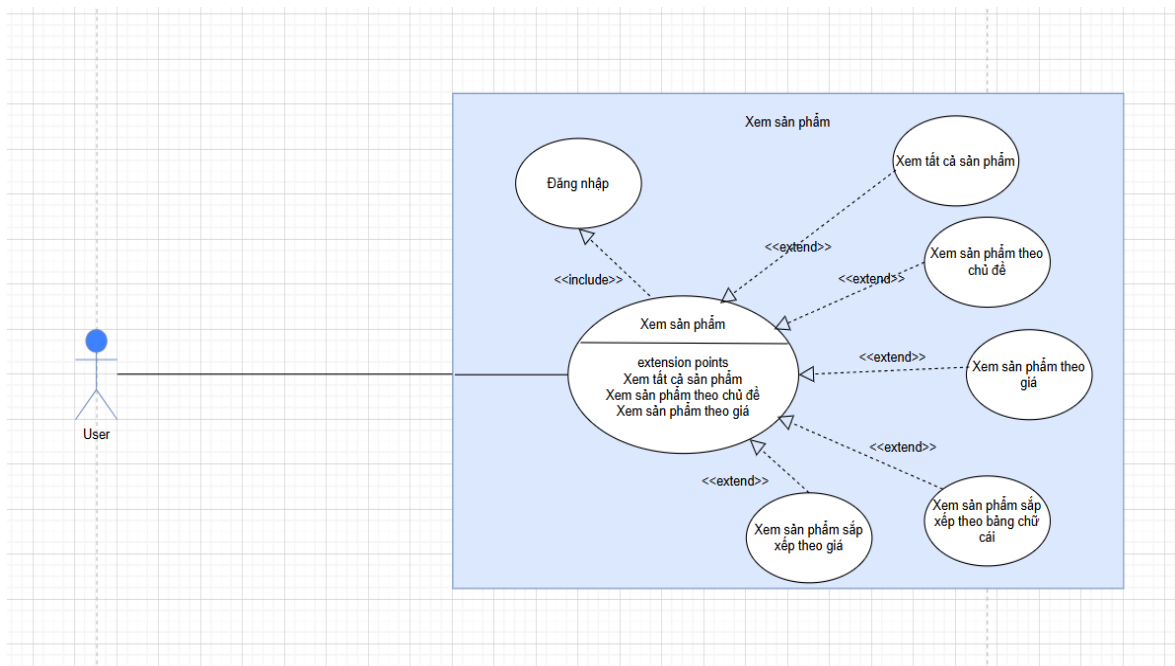 Xem sản phẩm
Xem tất cả sản phẩm
Đăng nhập
<<extend>>
Xem sản phẩm theo
chủ đề
<<include>>
<<extend>>
Xem sản phẩm
extension points
Xem tất cả sản phẩm
Xem sản phẩm theo chủ đề
Xem sản phẩm theo giá
<<extend>>
Xem sản phẩm theo
giá
User
<<extend>>
<<extend>>
Xem sản phẩm sắp
xếp theo bảng chữ
cái
Xem sản phẩm sắp
xếp theo giá